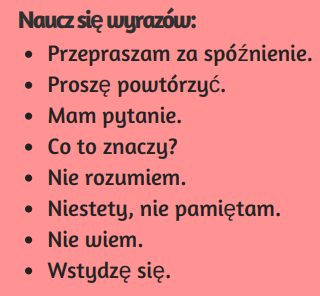 Naucz się wyrazów:
• Przepraszam za spóźnienie.
• Proszę powtórzyć.
• Mam pytanie.
• Co to znaczy?
• Nie rozumiem.
• Niestety, nie pamiętam.
• Nie wiem.
• Wstydzę się.